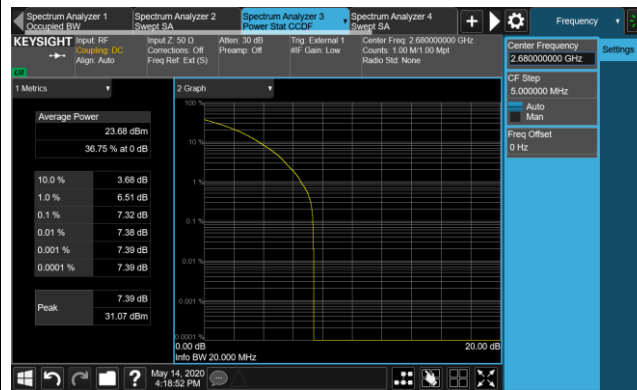 Spectrum Analyzer 1
Occupied BW
Spectrum Analyzer 2
Swept SA
Spectrum Analyzer 3
Power Stat CCDF
Spectrum Analyzer 4
Swept SA
Frequency
KEYSIGHT
Input: RF
Coupling: DC
Align: Auto
Input Z: 50 Ω
Corrections: Off
Freq Ref: Ext (S)
Atten: 30 dB
Preamp: Off
Trig: External 1
#IF Gain: Low
Center Freq: 2.680000000 GHz
Counts: 1.00 M/1.00 Mpt
Radio Std: None
Center Frequency
2.680000000 GHz
Settings
CF Step
5.000000 MHz
Auto
Man
Freq Offset
0 Hz
1 Metrics
Average Power
23.68 dBm
36.75 % at 0 dB
10.0 % 3.68 dB
1.0 % 6.51 dB
0.1 % 7.32 dB
0.01 % 7.38 dB
0.001 % 7.39 dB
0.0001 % 7.39 dB
Peak
7.39 dB
31.07 dBm
2 Graph
100 %
10 %
1 %
0.1 %
0.01 %
0.001 %
0.0001 %
0.00 dB
20.00 dB
Info BW 20.000 MHz
May 14, 2020
4:18:52 PM